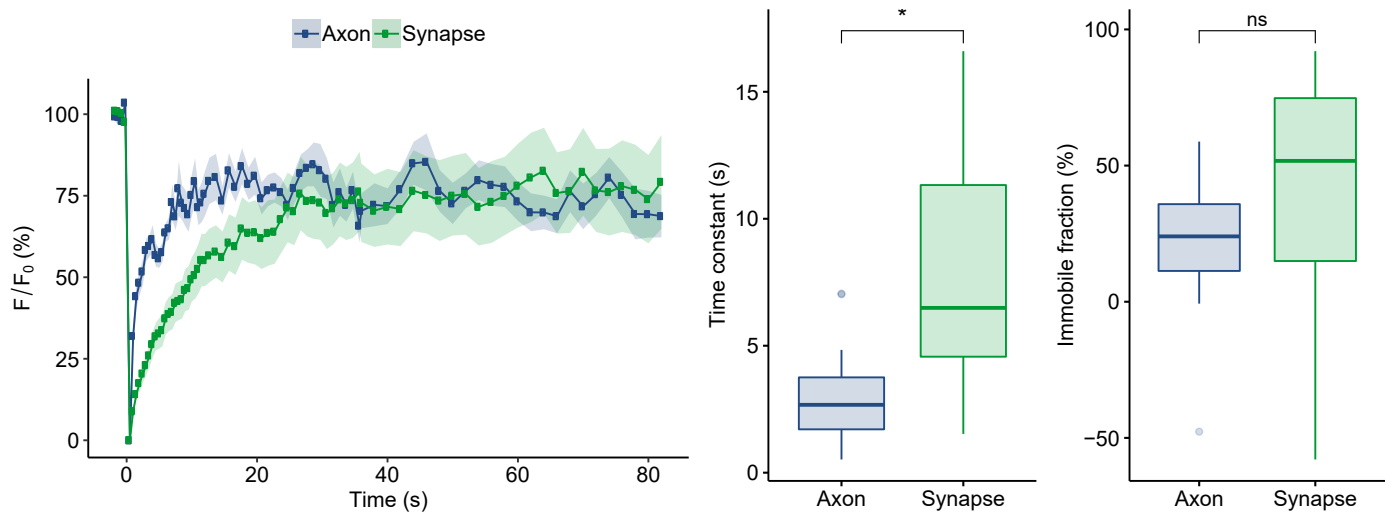 Axon Synapse
F/F₀ (%)
100
75
50
25
0
0 20 40 60 80
Time (s)
*
Time constant (s)
15
10
5
0
Axon Synapse
ns
Immobile fraction (%)
100
50
0
−50
Axon Synapse